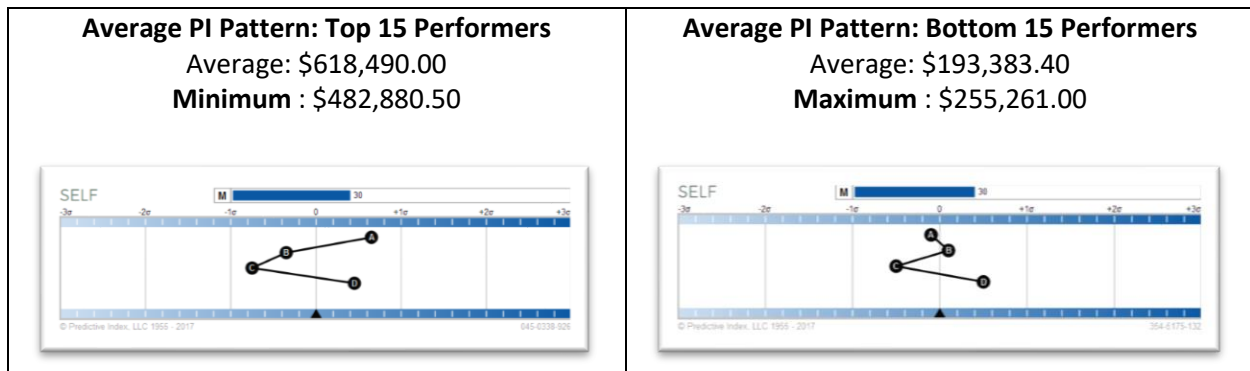 Average PI Pattern: Top 15 Performers
Average: $618,490.00
Minimum : $482,880.50
SELF
M 30
-3σ -2σ -1σ 0 +1σ +2σ +3σ
A
B
C
D
© Predictive Index, LLC 1955 - 2017 045-0338-926
Average PI Pattern: Bottom 15 Performers
Average: $193,383.40
Maximum : $255,261.00
SELF
M 30
-3σ -2σ -1σ 0 +1σ +2σ +3σ
A
B
C
D
© Predictive Index, LLC 1955 - 2017 354-6175-132